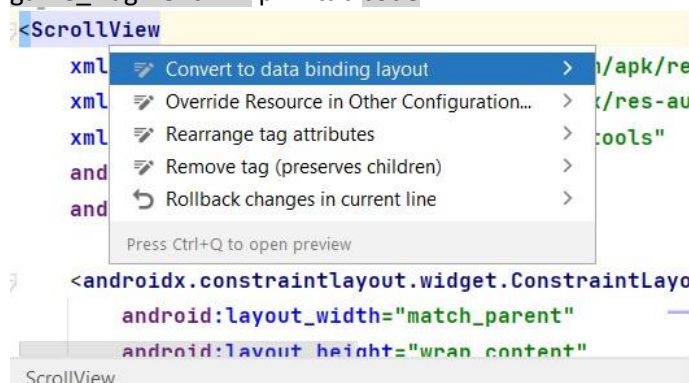 <ScrollView
xml
Convert to data binding layout
n/apk/re
xml
Override Resource in Other Configuration...
x/res-au
xml
Rearrange tag attributes
tools"
and
Remove tag (preserves children)
and
Rollback changes in current line
Press Ctrl+Q to open preview
<androidx.constraintlayout.widget.ConstraintLayo
android:layout_width="match_parent"
android:layout_height="wrap_content"
ScrollView